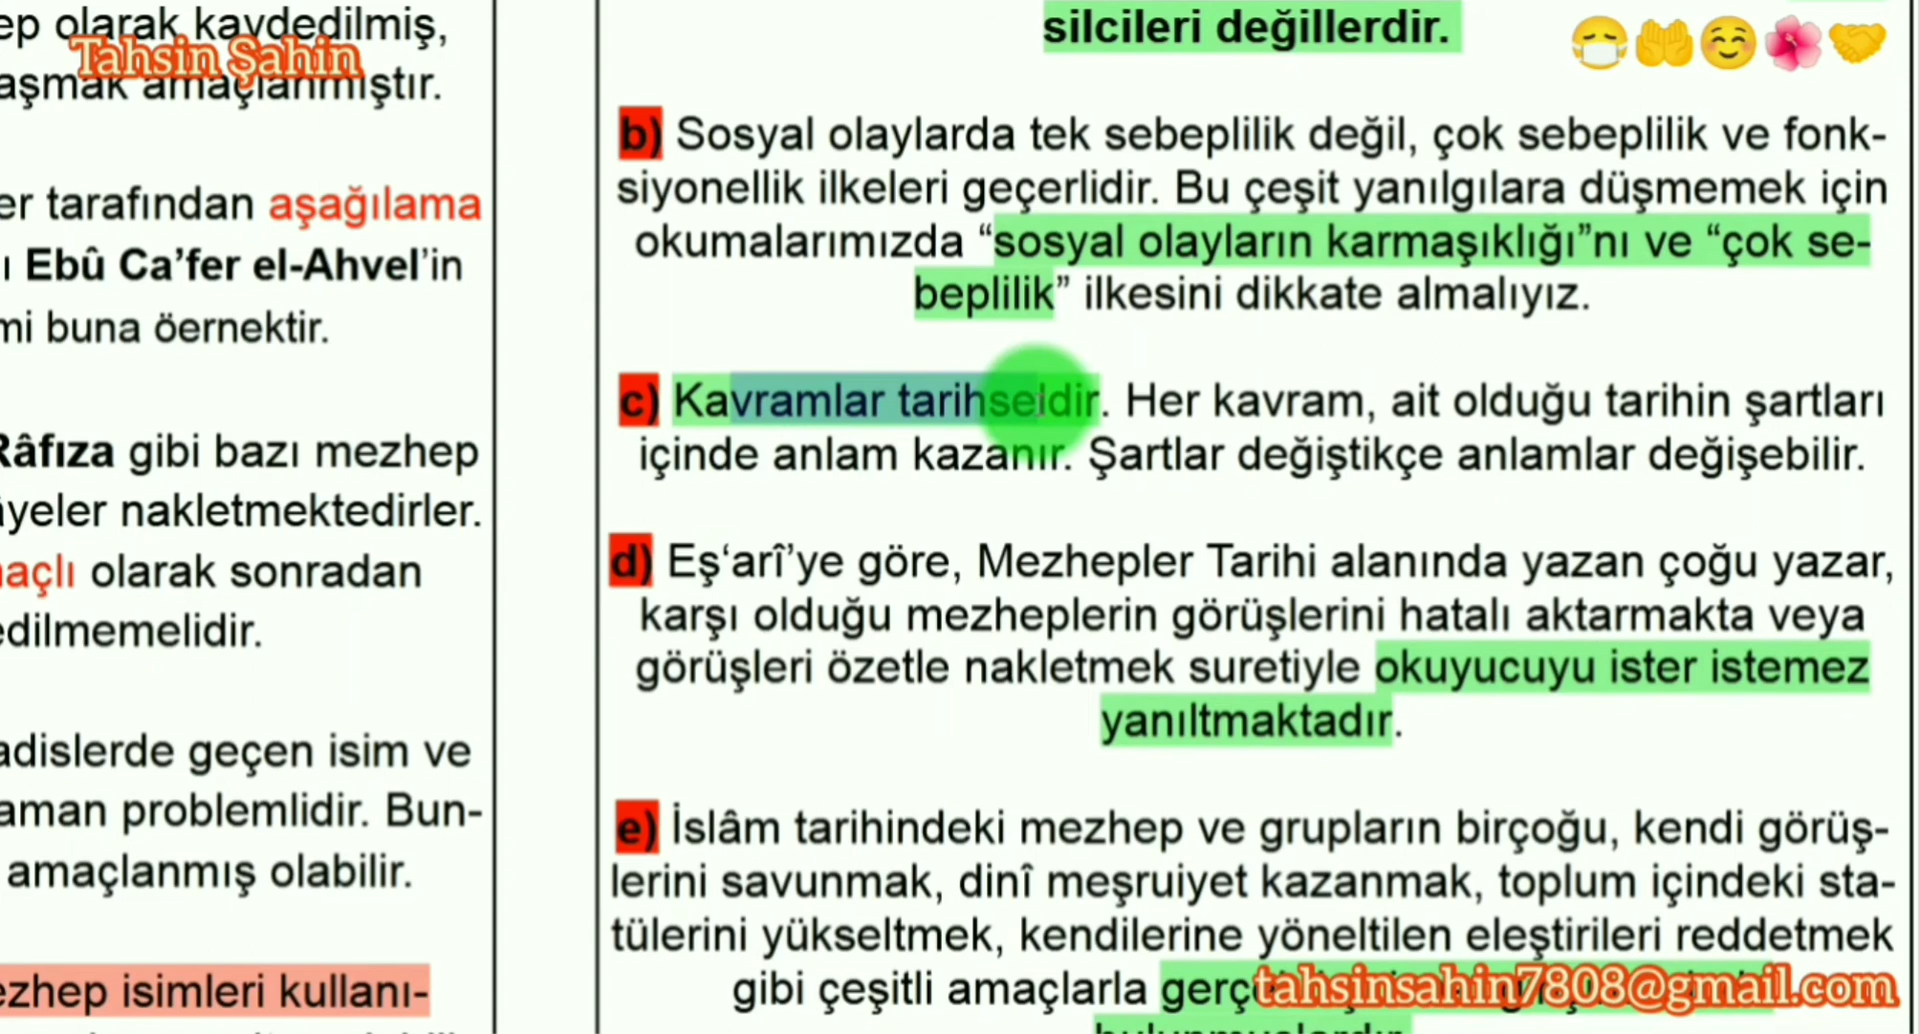 ep olarak kaydedilmiş,
Tahsin Şahin
aşmak amaçlanmıştır.
er tarafından aşağılama
ı Ebû Ca’fer el-Ahvel’in
mi buna öernektir.
Râfıza gibi bazı mezhep
iyeler nakletmektedirler.
açlı olarak sonradan
edilmemelidir.
adislerde geçen isim ve
aman problemlidir. Bun-
amaçlanmış olabilir.
ezhep isimleri kullanı-
silcileri değillerdir.
b) Sosyal olaylarda tek sebeplilik değil, çok sebeplilik ve fonk-
siyonellik ilkeleri geçerlidir. Bu çeşit yanılgılara düşmemek için
okumalarımızda “sosyal olayların karmaşıklığı”nı ve “çok se-
beplilik” ilkesini dikkate almalıyız.
c) Kavramlar tarihseldir. Her kavram, ait olduğu tarihin şartları
içinde anlam kazanır. Şartlar değiştikçe anlamlar değişebilir.
d) Eş‘arî’ye göre, Mezhepler Tarihi alanında yazan çoğu yazar,
karşı olduğu mezheplerin görüşlerini hatalı aktarmakta veya
görüşleri özetle nakletmek suretiyle okuyucuyu ister istemez
yanıltmaktadır.
e) İslâm tarihindeki mezhep ve grupların birçoğu, kendi görüş-
lerini savunmak, dinî meşruiyet kazanmak, toplum içindeki sta-
tülerini yükseltmek, kendilerine yöneltilen eleştirileri reddetmek
gibi çeşitli amaçlarla
tahsinsahin7808@gmail.com